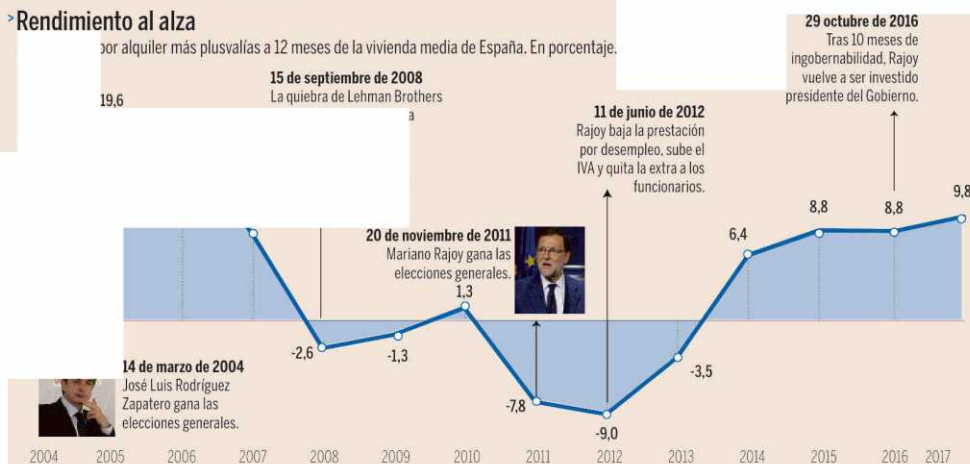 >Rendimiento al alza
por alquiler más plusvalías a 12 meses de la vivienda media de España. En porcentaje.
29 octubre de 2016
Tras 10 meses de
ingobernabilidad, Rajoy
vuelve a ser investido
presidente del Gobierno.
15 de septiembre de 2008
La quiebra de Lehman Brothers
a
19,6
11 de junio de 2012
Rajoy baja la prestación
por desempleo, sube el
IVA y quita la extra a los
funcionarios.
20 de noviembre de 2011
Mariano Rajoy gana las
elecciones generales.
14 de marzo de 2004
José Luis Rodríguez
Zapatero gana las
elecciones generales.
-2,6
-1,3
1,3
-7,8
-9,0
-3,5
6,4
8,8
8,8
9,8
2004 2005 2006 2007 2008 2009 2010 2011 2012 2013 2014 2015 2016 2017